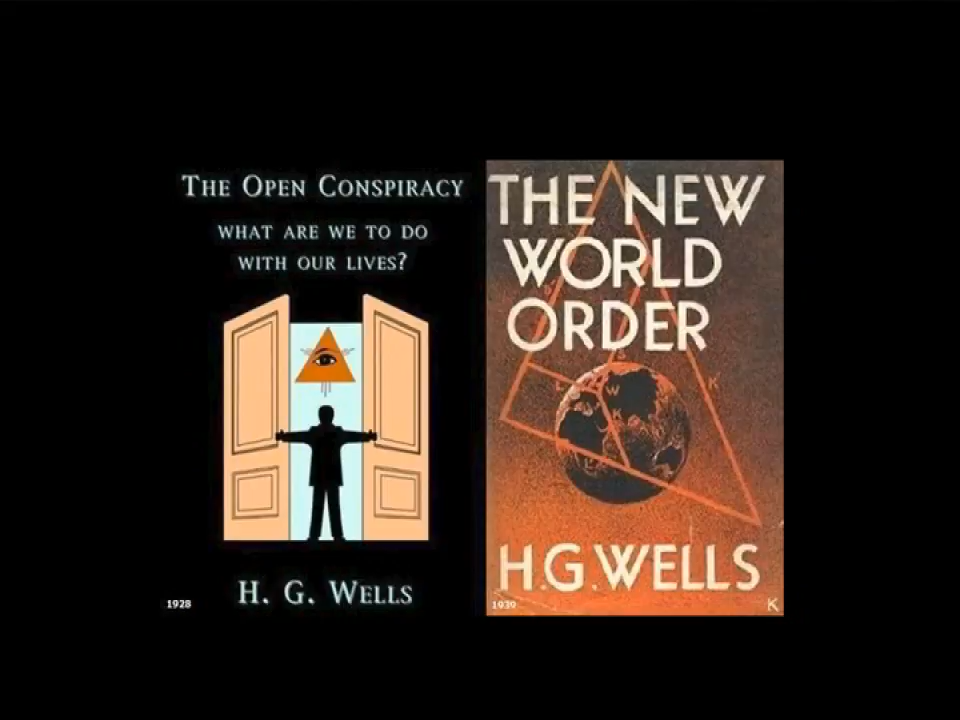 THE OPEN CONSPIRACY
WHAT ARE WE TO DO
WITH OUR LIVES?
H. G. WELLS
1928
THE NEW
WORLD
ORDER
K
W
K
H.G.WELLS
1939
K